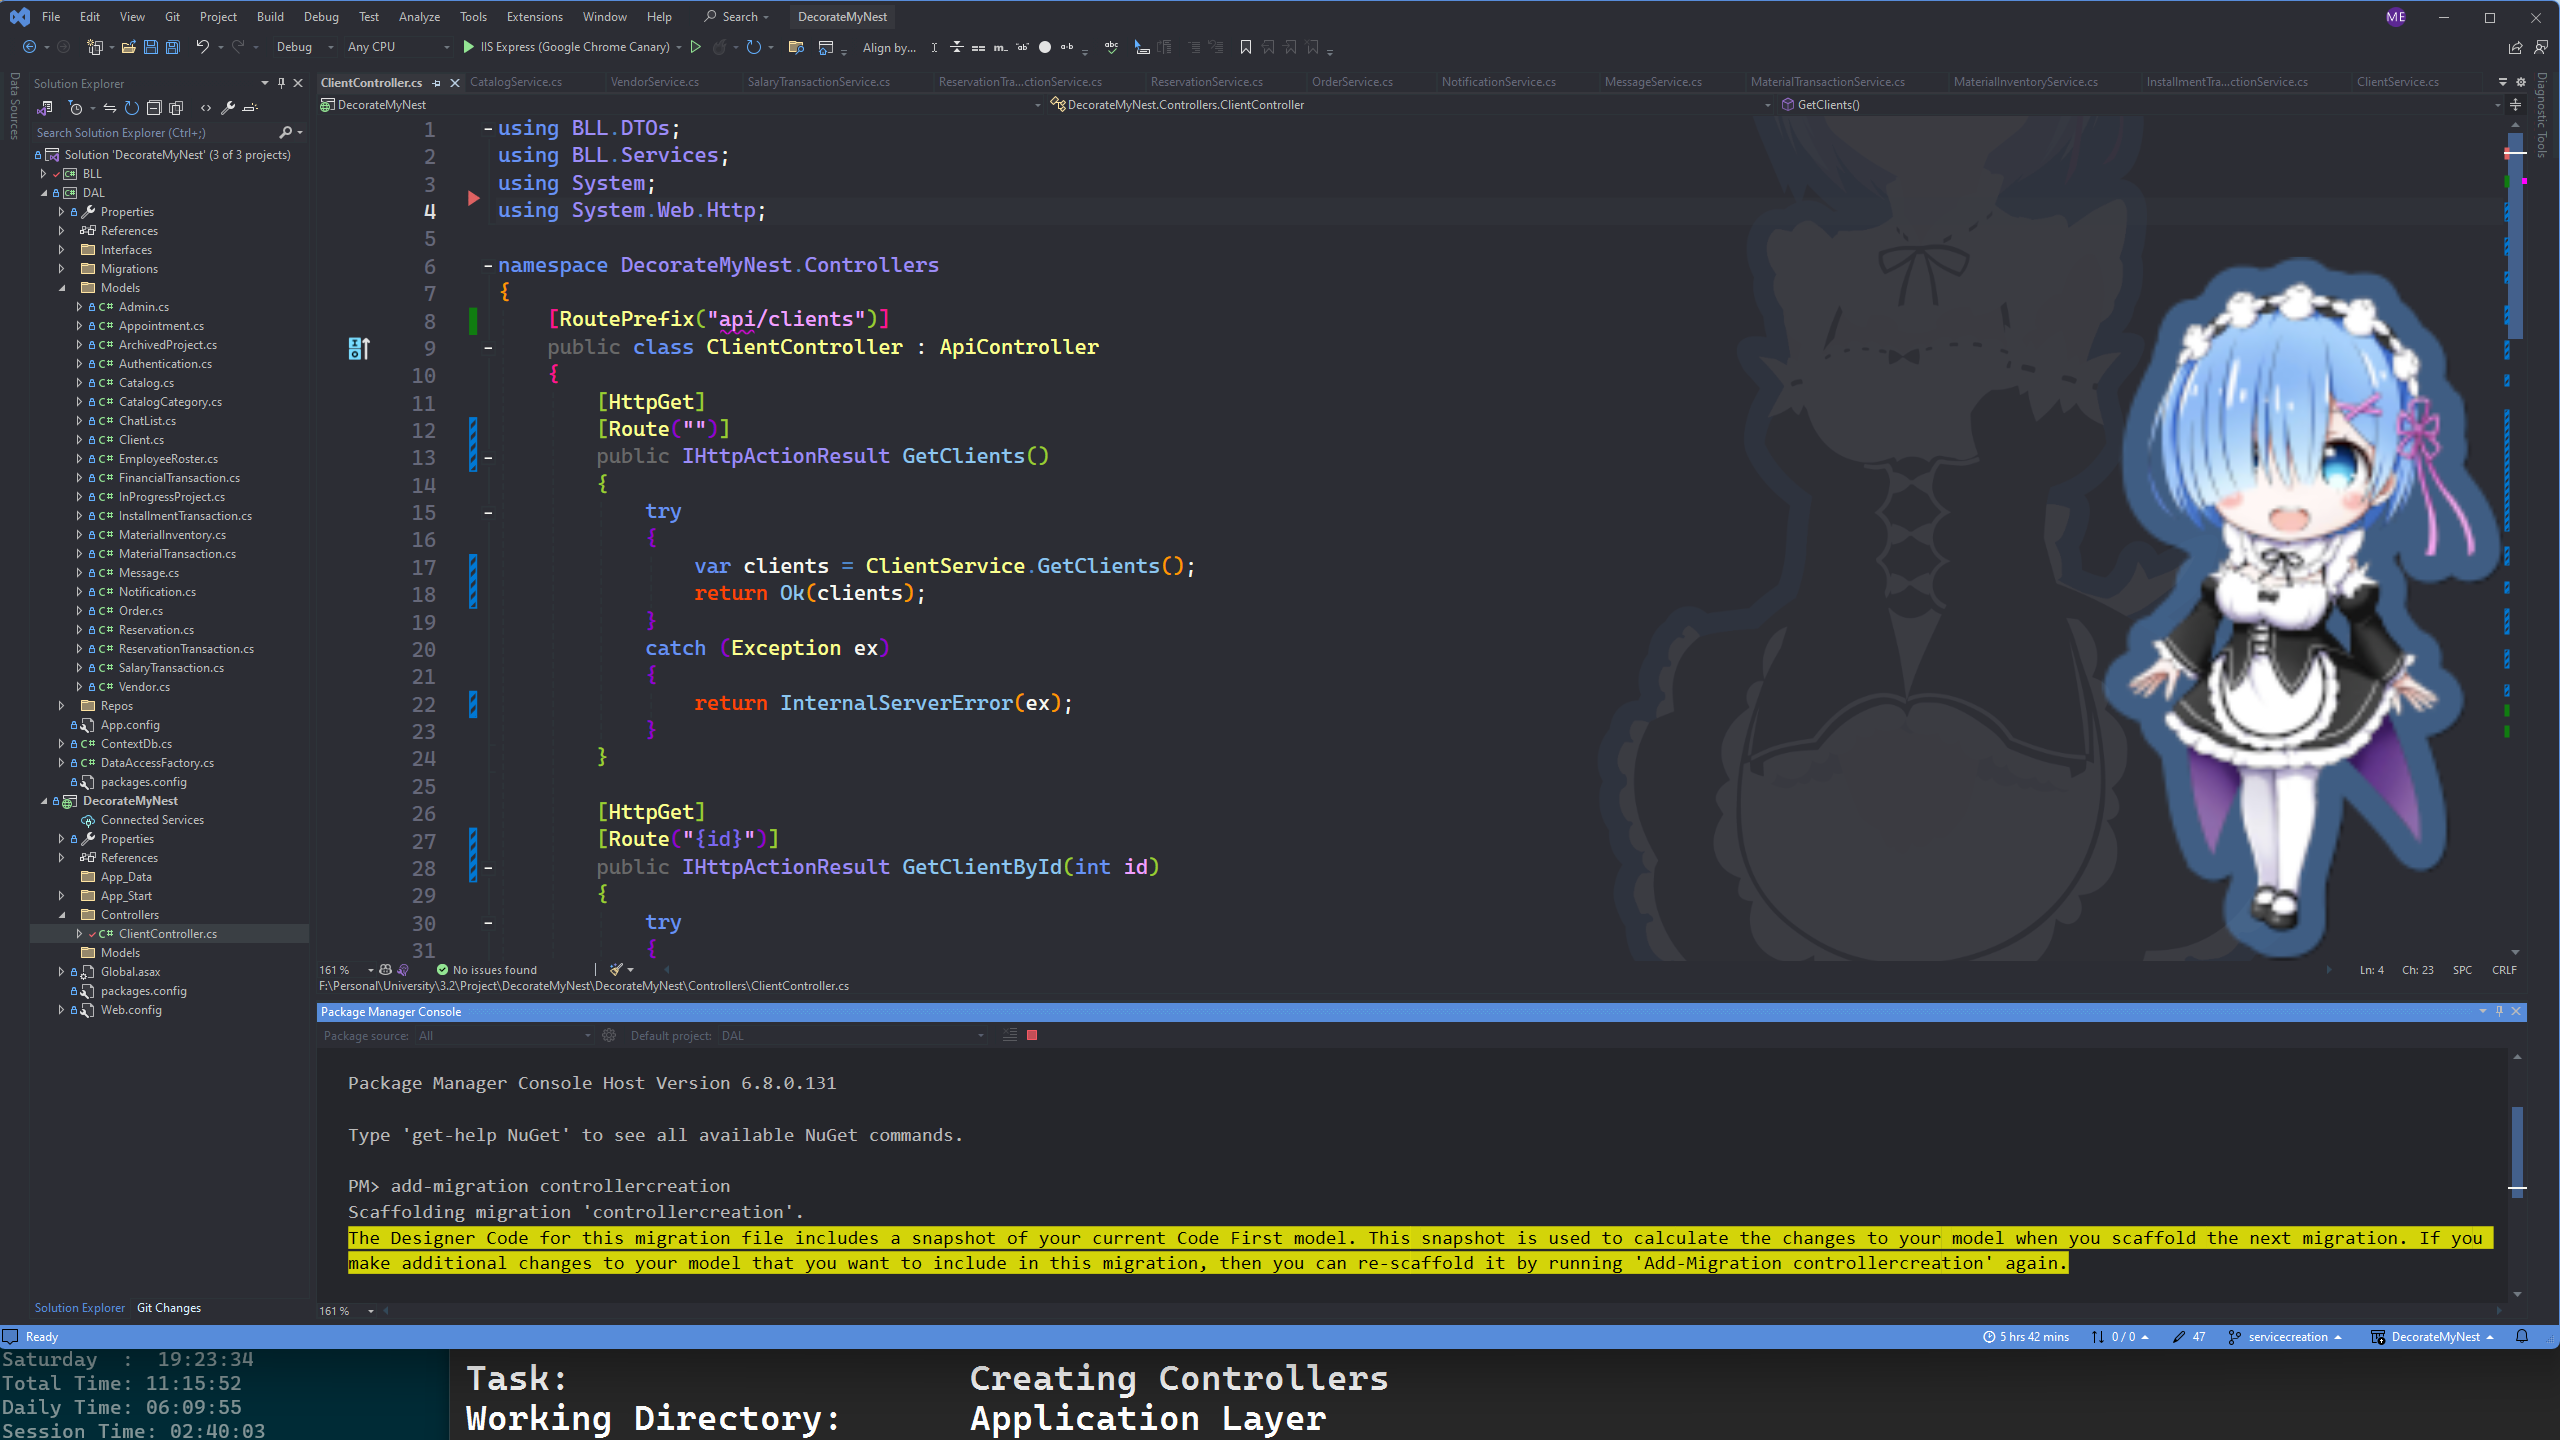 File Edit View Git Project Build Debug Test Analyze Tools Extensions Window Help Search DecorateMyNest ME
Debug Any CPU IIS Express (Google Chrome Canary) Align by...
Data Sources
Solution Explorer
Search Solution Explorer (Ctrl+;)
Solution 'DecorateMyNest' (3 of 3 projects)
BLL
DAL
Properties
References
Interfaces
Migrations
Models
C# Admin.cs
C# Appointment.cs
C# ArchivedProject.cs
C# Authentication.cs
C# Catalog.cs
C# CatalogCategory.cs
C# ChatList.cs
C# Client.cs
C# EmployeeRoster.cs
C# FinancialTransaction.cs
C# InProgressProject.cs
C# InstallmentTransaction.cs
C# MaterialInventory.cs
C# MaterialTransaction.cs
C# Message.cs
C# Notification.cs
C# Order.cs
C# Reservation.cs
C# ReservationTransaction.cs
C# SalaryTransaction.cs
C# Vendor.cs
Repos
App.config
C# ContextDb.cs
C# DataAccessFactory.cs
packages.config
DecorateMyNest
Connected Services
Properties
References
App_Data
App_Start
Controllers
C# ClientController.cs
Models
Global.asax
packages.config
Web.config
Solution Explorer Git Changes
ClientController.cs CatalogService.cs VendorService.cs SalaryTransactionService.cs ReservationTra...ctionService.cs ReservationService.cs OrderService.cs NotificationService.cs MessageService.cs MaterialTransactionService.cs MaterialInventoryService.cs InstallmentTra...ctionService.cs ClientService.cs
DecorateMyNest DecorateMyNest.Controllers.ClientController GetClients()
Diagnostic Tools
1 using BLL.DTOs;
2 using BLL.Services;
3 using System;
4 using System.Web.Http;
5
6 namespace DecorateMyNest.Controllers
7 {
8 [RoutePrefix("api/clients")]
9 public class ClientController : ApiController
10 {
11 [HttpGet]
12 [Route("")]
13 public IHttpActionResult GetClients()
14 {
15 try
16 {
17 var clients = ClientService.GetClients();
18 return Ok(clients);
19 }
20 catch (Exception ex)
21 {
22 return InternalServerError(ex);
23 }
24 }
25
26 [HttpGet]
27 [Route("{id}")]
28 public IHttpActionResult GetClientById(int id)
29 {
30 try
31 {
161 % No issues found Ln: 4 Ch: 23 SPC CRLF
F:\Personal\University\3.2\Project\DecorateMyNest\DecorateMyNest\Controllers\ClientController.cs
Package Manager Console
Package source: All Default project: DAL
Package Manager Console Host Version 6.8.0.131
Type 'get-help NuGet' to see all available NuGet commands.
PM> add-migration controllercreation
Scaffolding migration 'controllercreation'.
The Designer Code for this migration file includes a snapshot of your current Code First model. This snapshot is used to calculate the changes to your model when you scaffold the next migration. If you
make additional changes to your model that you want to include in this migration, then you can re-scaffold it by running 'Add-Migration controllercreation' again.
161 %
Ready 5 hrs 42 mins 0 / 0 47 servicecreation DecorateMyNest
Saturday : 19:23:34
Total Time: 11:15:52
Daily Time: 06:09:55
Session Time: 02:40:03
Task: Creating Controllers
Working Directory: Application Layer